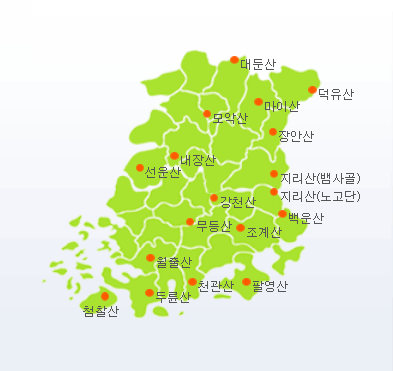 대둔산
덕유산
마이산
모악산
장안산
내장산
선운산
지리산(뱀사골)
지리산(노고단)
강천산
백운산
무등산
조계산
월출산
천관산
팔영산
두륜산
첨찰산